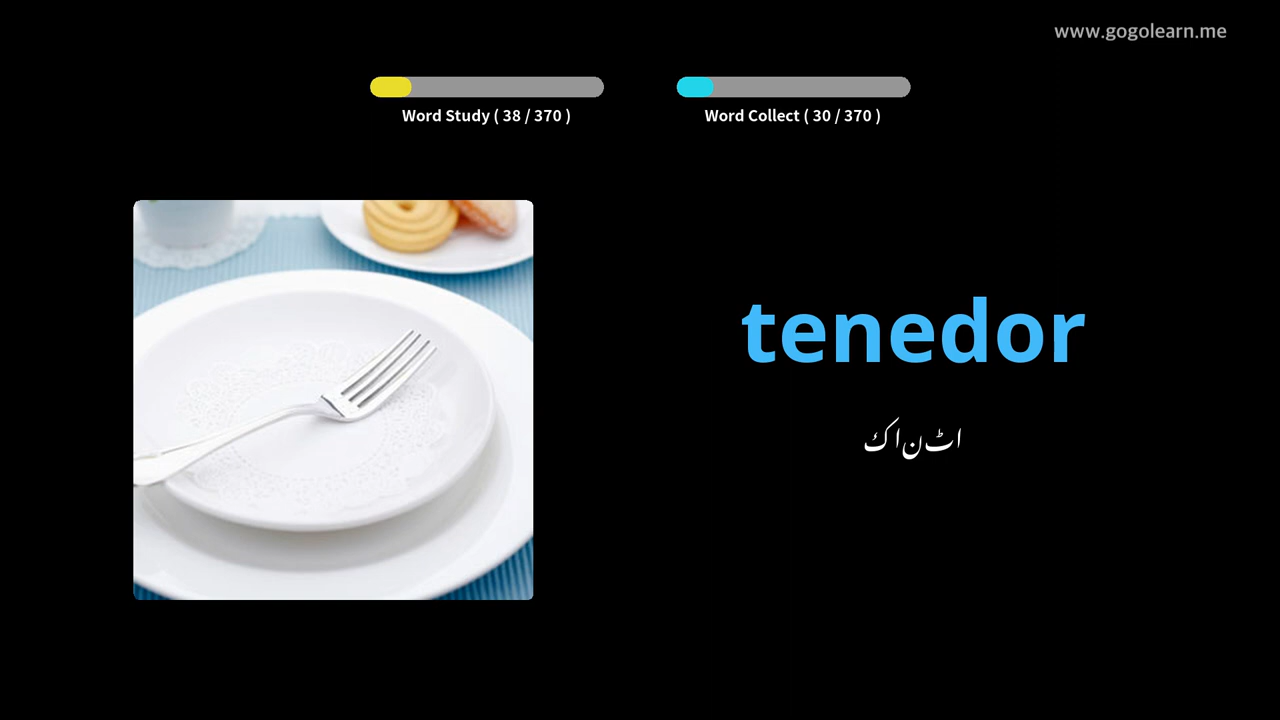 www.gogolearn.me
Word Study ( 38 / 370 )
Word Collect ( 30 / 370 )
tenedor
اٹناک